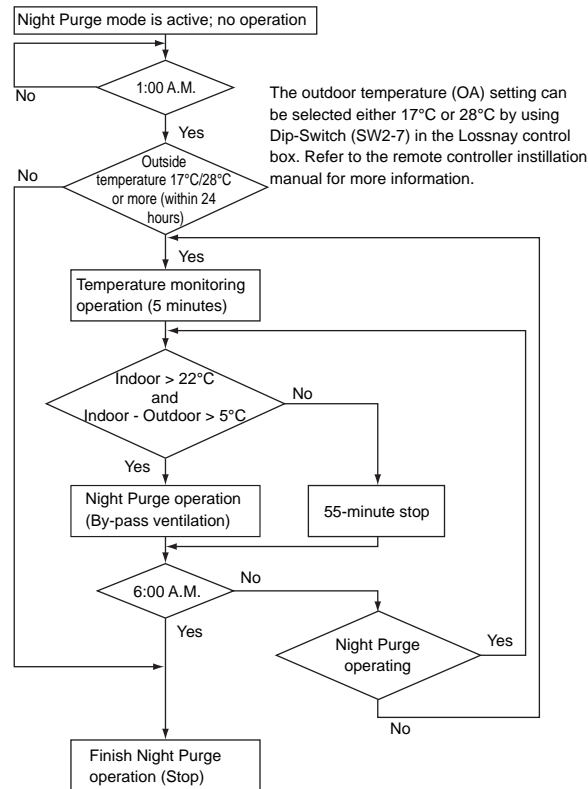 Night Purge mode is active; no operation
1:00 A.M.
No
Yes
The outdoor temperature (OA) setting can
be selected either 17°C or 28°C by using
Dip-Switch (SW2-7) in the Lossnay control
box. Refer to the remote controller instillation
manual for more information.
Outside
temperature 17°C/28°C
or more (within 24
hours)
No
Yes
Temperature monitoring
operation (5 minutes)
Indoor > 22°C
and
Indoor - Outdoor > 5°C
No
Yes
Night Purge operation
(By-pass ventilation)
55-minute stop
6:00 A.M.
No
Yes
Night Purge
operating
Yes
No
Finish Night Purge
operation (Stop)